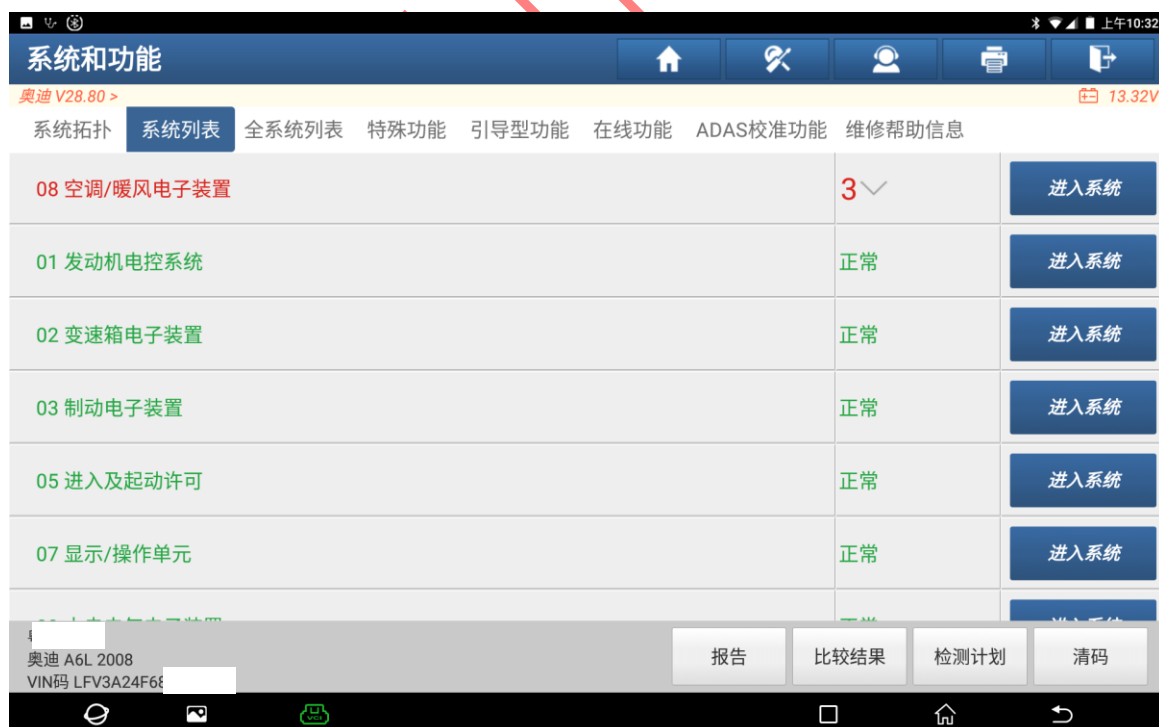 上午10:32
系统和功能
奥迪 V28.80 >
13.32V
系统拓扑 系统列表 全系统列表 特殊功能 引导型功能 在线功能 ADAS校准功能 维修帮助信息
08 空调/暖风电子装置 3 进入系统
01 发动机电控系统 正常 进入系统
02 变速箱电子装置 正常 进入系统
03 制动电子装置 正常 进入系统
05 进入及起动许可 正常 进入系统
07 显示/操作单元 正常 进入系统
奥迪 A6L 2008
VIN码 LFV3A24F68
报告 比较结果 检测计划 清码
VCI